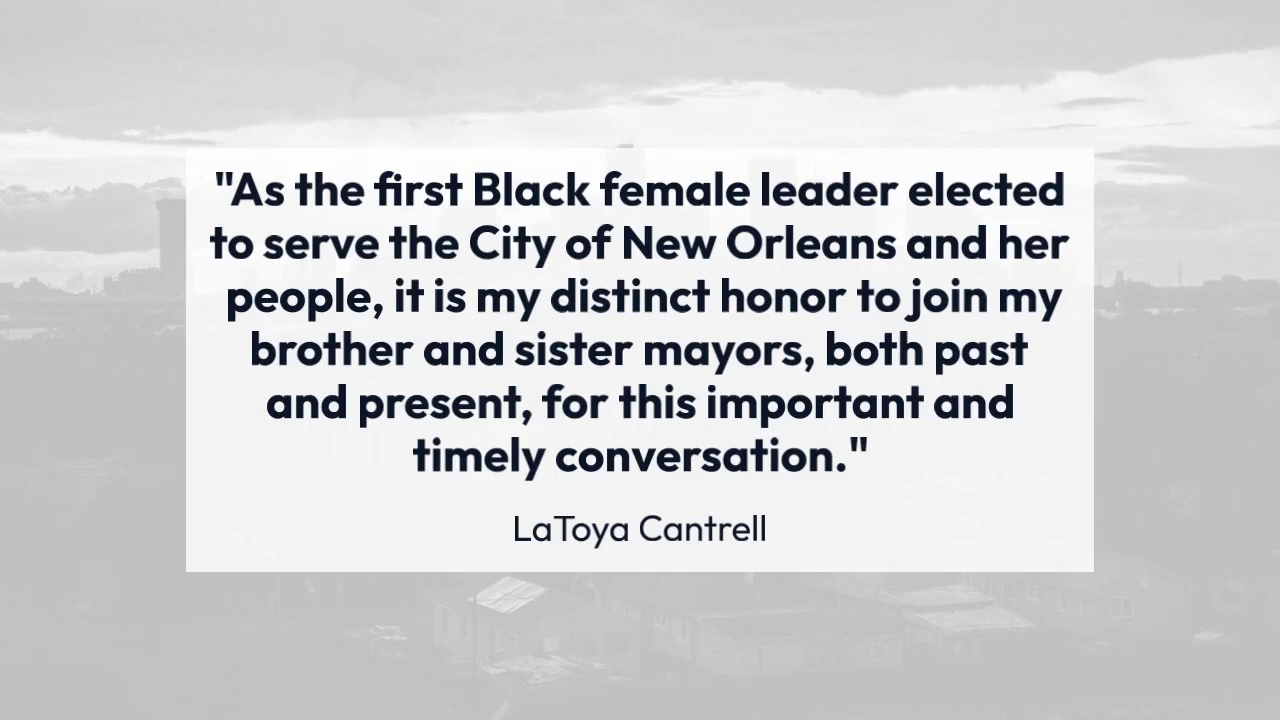 "As the first Black female leader elected
to serve the City of New Orleans and her
people, it is my distinct honor to join my
brother and sister mayors, both past
and present, for this important and
timely conversation."
LaToya Cantrell